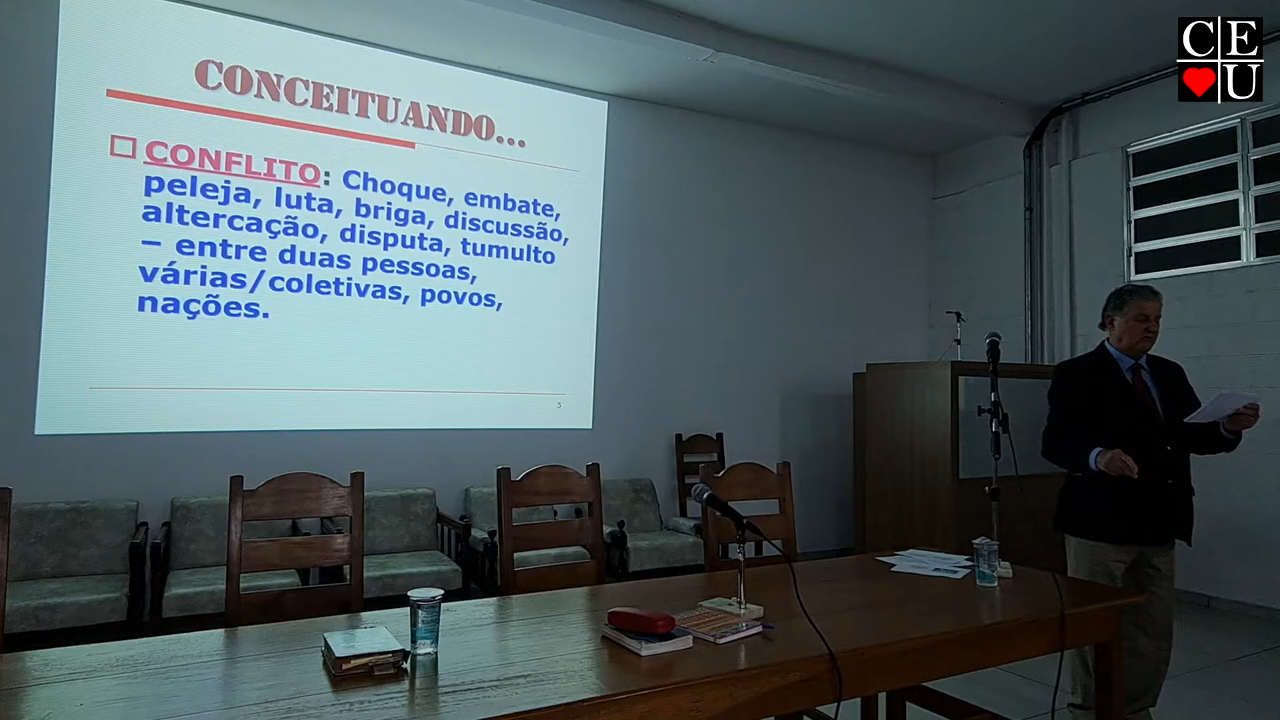 CONCEITUANDO...
CONFLITO: Choque, embate,
peleja, luta, briga, discussão,
altercação, disputa, tumulto
– entre duas pessoas,
várias/coletivas, povos,
nações.
5
CE
U